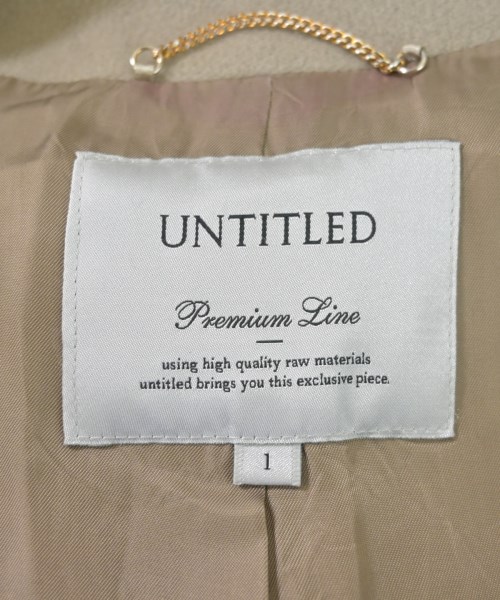 UNTITLED
Premium Line
using high quality raw materials
untitled brings you this exclusive piece.
1